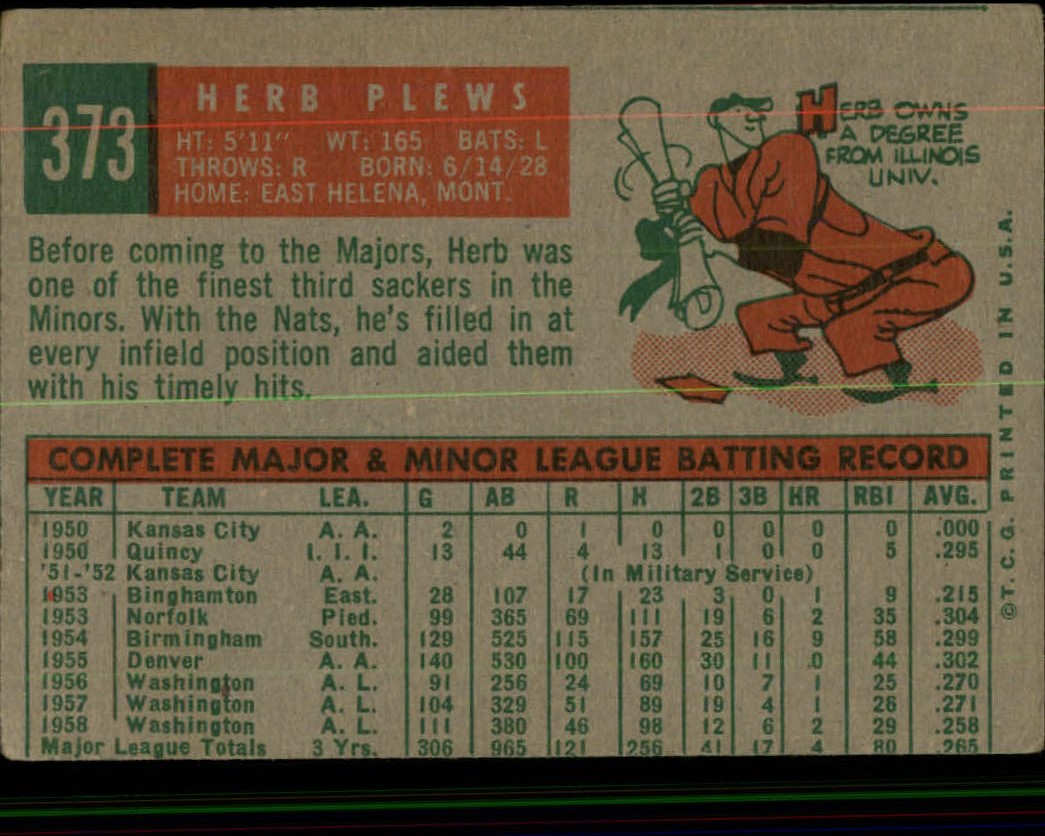 373
HERB PLEWS
HT: 5'11" WT: 165 BATS: L
THROWS: R BORN: 6/14/28
HOME: EAST HELENA, MONT.
HERB OWNS
A DEGREE
FROM ILLINOIS
UNIV.
Before coming to the Majors, Herb was
one of the finest third sackers in the
Minors. With the Nats, he's filled in at
every infield position and aided them
with his timely hits.
COMPLETE MAJOR & MINOR LEAGUE BATTING RECORD
YEAR TEAM LEA. G AB R H 2B 3B HR RBI AVG.
1950 Kansas City A. A. 2 0 1 0 0 0 0 0 .000
1950 Quincy I. I. I. 13 44 4 13 1 0 0 5 .295
'51-'52 Kansas City A. A. (In Military Service)
1953 Binghamton East. 28 107 17 23 3 0 1 9 .215
1953 Norfolk Pied. 99 365 69 111 19 6 2 35 .304
1954 Birmingham South. 129 525 115 157 25 16 9 58 .299
1955 Denver A. A. 140 530 100 160 30 11 .0 44 .302
1956 Washington A. L. 91 256 24 69 10 7 1 25 .270
1957 Washington A. L. 104 329 51 89 19 4 1 26 .271
1958 Washington A. L. 111 380 46 98 12 6 2 29 .258
Major League Totals 3 Yrs. 306 965 121 256 41 17 4 80 .265
©T.C.G. PRINTED IN U.S.A.